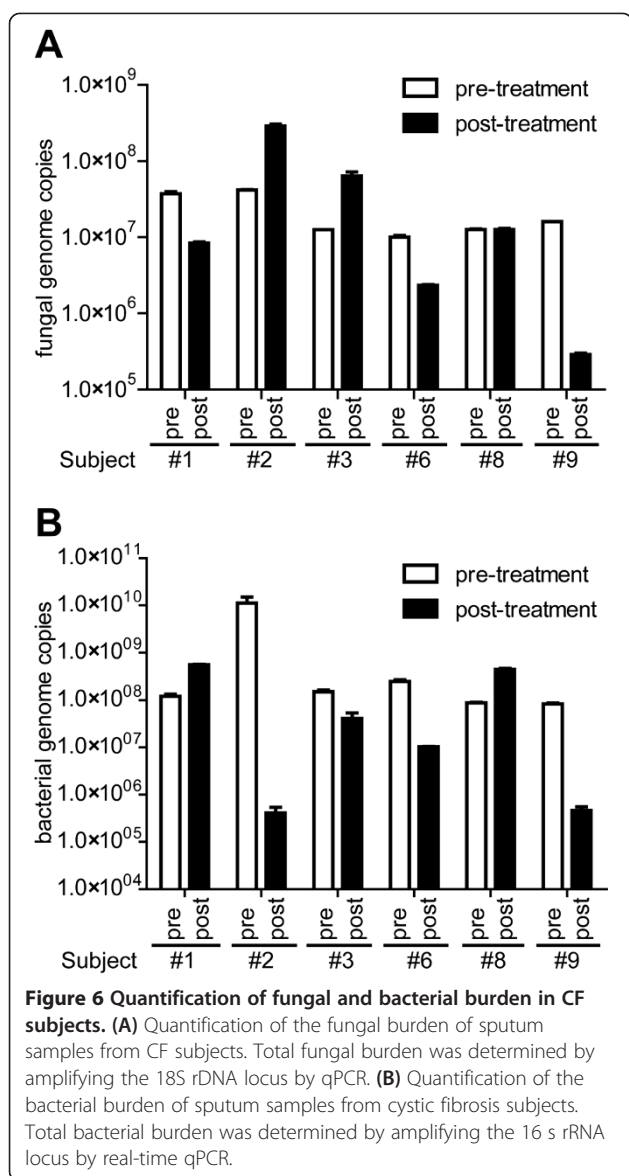 A
1.0×10⁹
1.0×10⁸
1.0×10⁷
1.0×10⁶
1.0×10⁵
fungal genome copies
pre-treatment
post-treatment
pre post pre post pre post pre post pre post pre post
Subject #1 #2 #3 #6 #8 #9
B
1.0×10¹¹
1.0×10¹⁰
1.0×10⁰⁹
1.0×10⁰⁸
1.0×10⁰⁷
1.0×10⁰⁶
1.0×10⁰⁵
1.0×10⁰⁴
bacterial genome copies
pre-treatment
post-treatment
pre post pre post pre post pre post pre post pre post
Subject #1 #2 #3 #6 #8 #9
Figure 6 Quantification of fungal and bacterial burden in CF
subjects. (A) Quantification of the fungal burden of sputum
samples from CF subjects. Total fungal burden was determined by
amplifying the 18S rDNA locus by qPCR. (B) Quantification of the
bacterial burden of sputum samples from cystic fibrosis subjects.
Total bacterial burden was determined by amplifying the 16 s rRNA
locus by real-time qPCR.